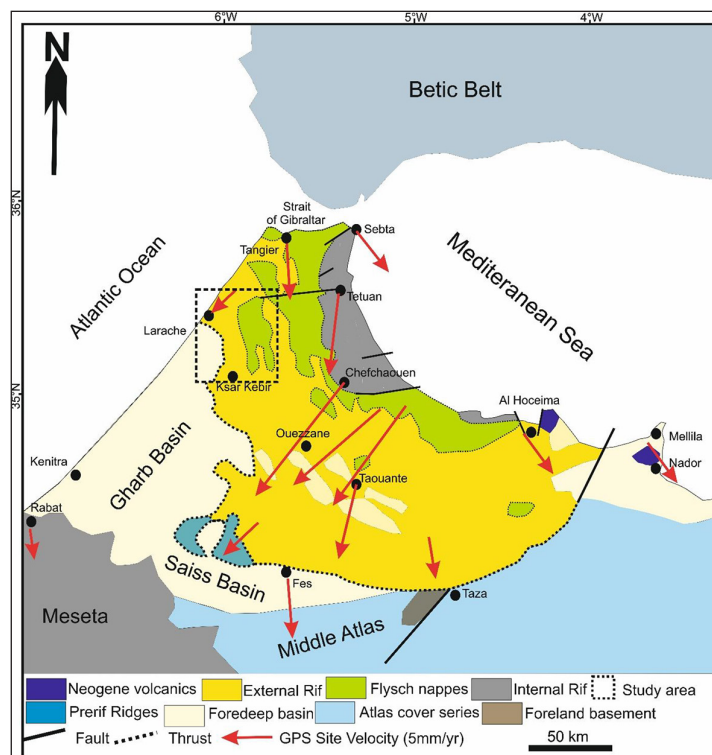 6°W
5°W
4°W
N
Betic Belt
36°N
Strait
of Gibraltar
Sebta
Tangier
Atlantic Ocean
Mediteranean Sea
Tetuan
Larache
Chefchaouen
Ksar Kebir
35°N
Al Hoceima
Ouezzane
Mellila
Gharb Basin
Kenitra
Nador
Taouante
Rabat
Saiss Basin
Fes
Taza
Meseta
Middle Atlas
Neogene volcanics
External Rif
Flysch nappes
Internal Rif
Study area
Prerif Ridges
Foredeep basin
Atlas cover series
Foreland basement
Fault
Thrust
GPS Site Velocity (5mm/yr)
50 km